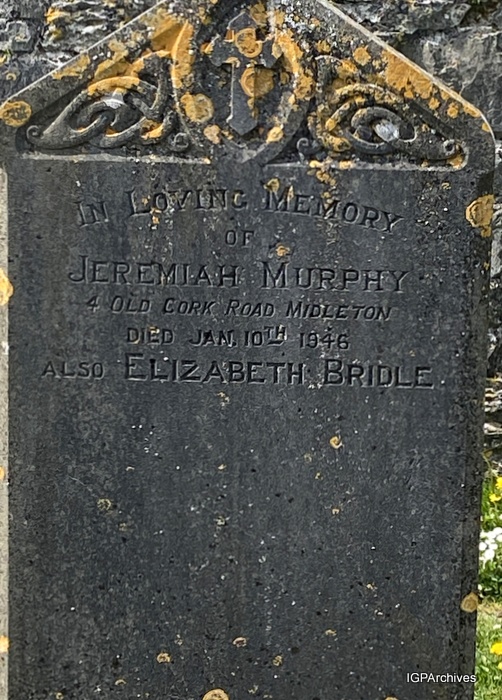 In Loving Memory
OF
Jeremiah Murphy
4 Old Cork Road Midleton
DIED JAN. 10TH 1946
ALSO Elizabeth Bridle
IGPArchives